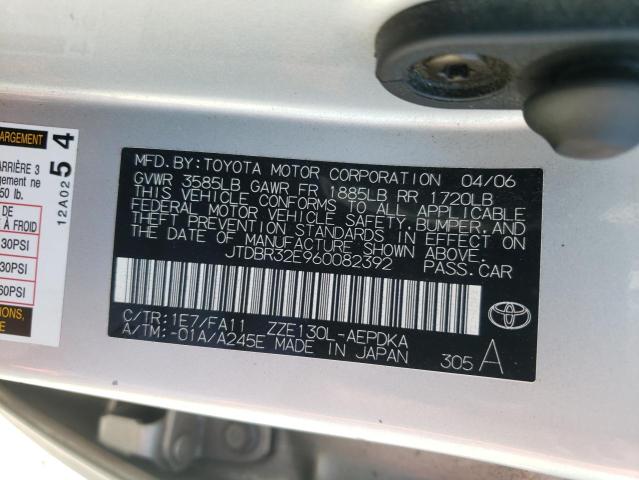 MFD.BY:TOYOTA MOTOR CORPORATION 04/06
GVWR 3585LB GAWR FR 1885LB RR 1720LB
THIS VEHICLE CONFORMS TO ALL APPLICABLE
FEDERAL MOTOR VEHICLE SAFETY,BUMPER,AND
THEFT PREVENTION STANDARDS IN EFFECT ON
THE DATE OF MANUFACTURE SHOWN ABOVE.
JTDBR32E960082392 PASS.CAR
C/TR:1E7/FA11 ZZE130L-AEPDKA
A/TM:-01A/A245E MADE IN JAPAN
305 A
ARGEMENT
ARRIÈRE 3
gement ne
50 lb.
DE
À FROID
30PSI
30PSI
60PSI
12A02 54